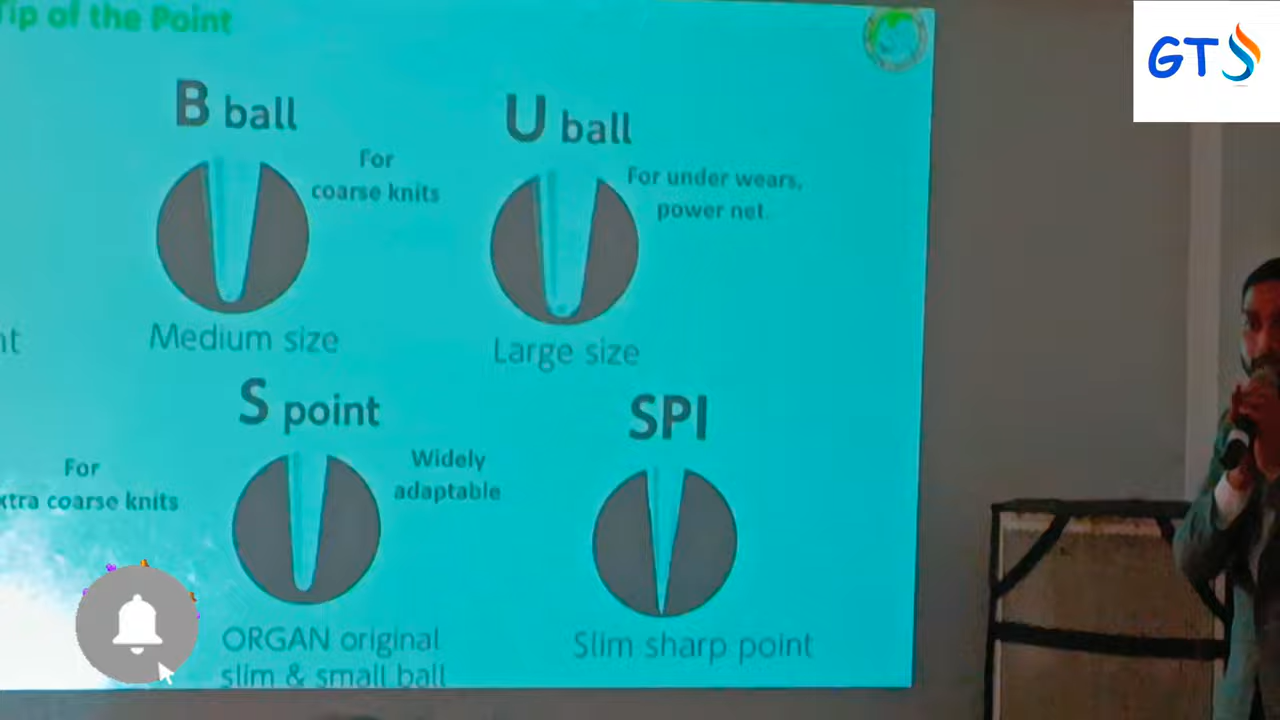 Tip of the Point
GTS
B ball
For
coarse knits
Medium size
U ball
For under wears,
power net.
Large size
nt
For
xtra coarse knits
S point
Widely
adaptable
ORGAN original
slim & small ball
SPI
Slim sharp point